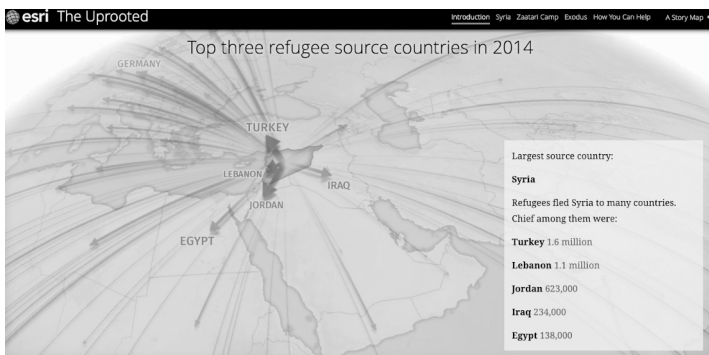 esri The Uprooted
Introduction Syria Zaatari Camp Exodus How You Can Help A Story Map
Top three refugee source countries in 2014
GERMANY
TURKEY
LEBANON
IRAQ
JORDAN
EGYPT
Largest source country:
Syria
Refugees fled Syria to many countries.
Chief among them were:
Turkey 1.6 million
Lebanon 1.1 million
Jordan 623,000
Iraq 234,000
Egypt 138,000